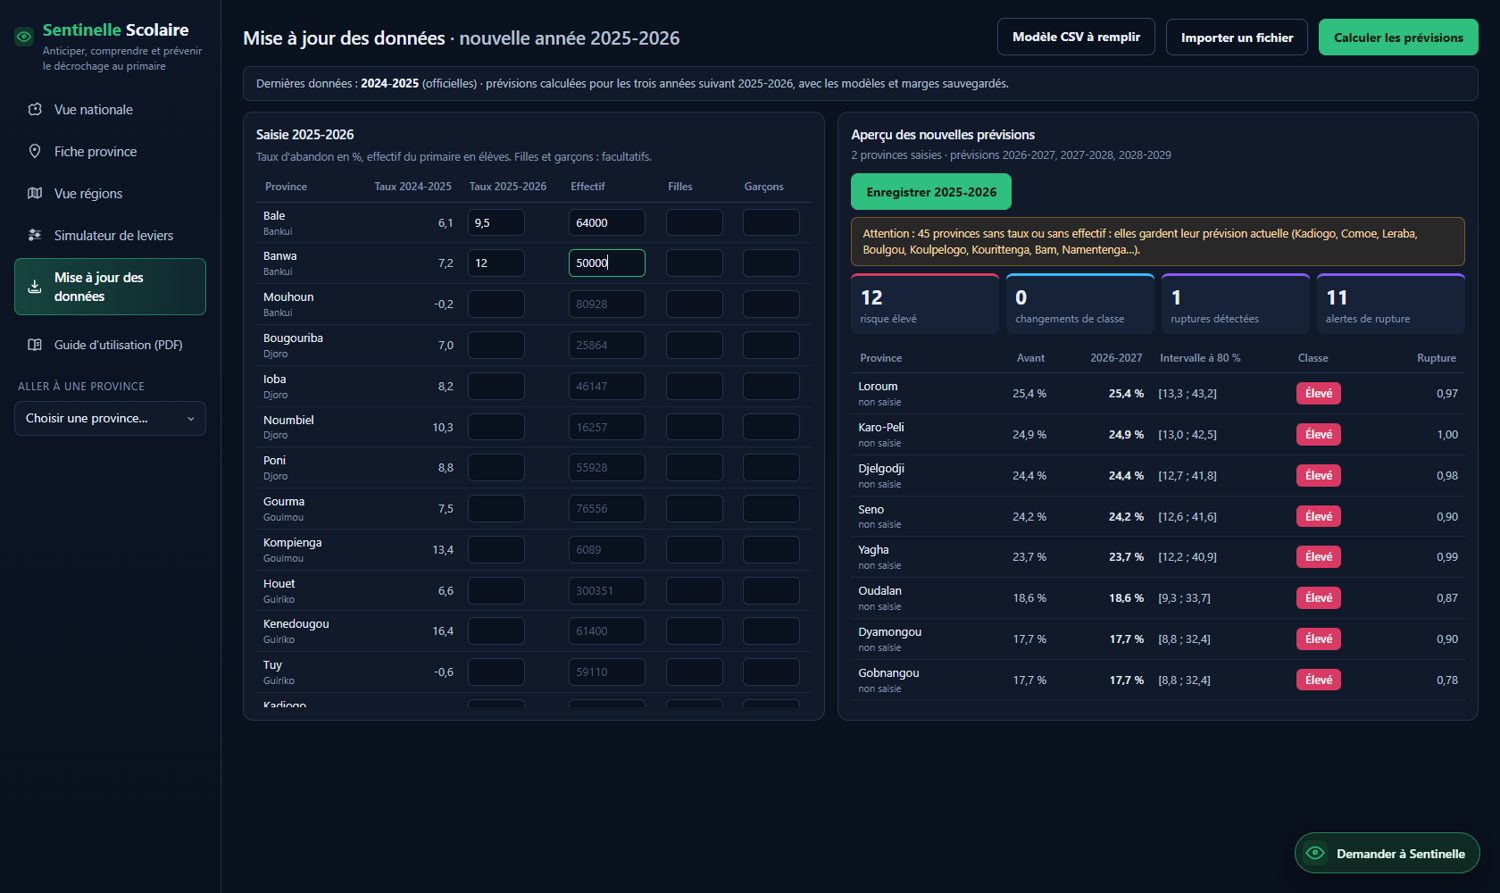 Sentinelle Scolaire
Anticiper, comprendre et prévenir
le décrochage au primaire
Vue nationale
Fiche province
Vue régions
Simulateur de leviers
Mise à jour des
données
Guide d'utilisation (PDF)
ALLER À UNE PROVINCE
Choisir une province...
Mise à jour des données · nouvelle année 2025-2026
Modèle CSV à remplir
Importer un fichier
Calculer les prévisions
Dernières données : 2024-2025 (officielles) · prévisions calculées pour les trois années suivant 2025-2026, avec les modèles et marges sauvegardés.
Saisie 2025-2026
Taux d'abandon en %, effectif du primaire en élèves. Filles et garçons : facultatifs.
Province Taux 2024-2025 Taux 2025-2026 Effectif Filles Garçons
Bale 6,1 9,5 64000
Bankui
Banwa 7,2 12 50000
Bankui
Mouhoun -0,2 80928
Bankui
Bougouriba 7,0 25864
Djoro
Ioba 8,2 46147
Djoro
Noumbiel 10,3 16257
Djoro
Poni 8,8 55928
Djoro
Gourma 7,5 76556
Goulmou
Kompienga 13,4 6089
Goulmou
Houet 6,6 300351
Guiriko
Kenedougou 16,4 61400
Guiriko
Tuy -0,6 59110
Guiriko
Kadiogo
Aperçu des nouvelles prévisions
2 provinces saisies · prévisions 2026-2027, 2027-2028, 2028-2029
Enregistrer 2025-2026
Attention : 45 provinces sans taux ou sans effectif : elles gardent leur prévision actuelle (Kadiogo, Comoe, Leraba,
Boulgou, Koulpelogo, Kourittenga, Bam, Namentenga...).
12 0 1 11
risque élevé changements de classe ruptures détectées alertes de rupture
Province Avant 2026-2027 Intervalle à 80 % Classe Rupture
Loroum 25,4 % 25,4 % [13,3 ; 43,2] Élevé 0,97
non saisie
Karo-Peli 24,9 % 24,9 % [13,0 ; 42,5] Élevé 1,00
non saisie
Djelgodji 24,4 % 24,4 % [12,7 ; 41,8] Élevé 0,98
non saisie
Seno 24,2 % 24,2 % [12,6 ; 41,6] Élevé 0,90
non saisie
Yagha 23,7 % 23,7 % [12,2 ; 40,9] Élevé 0,99
non saisie
Oudalan 18,6 % 18,6 % [9,3 ; 33,7] Élevé 0,87
non saisie
Dyamongou 17,7 % 17,7 % [8,8 ; 32,4] Élevé 0,90
non saisie
Gobnangou 17,7 % 17,7 % [8,8 ; 32,4] Élevé 0,78
non saisie
Demander à Sentinelle